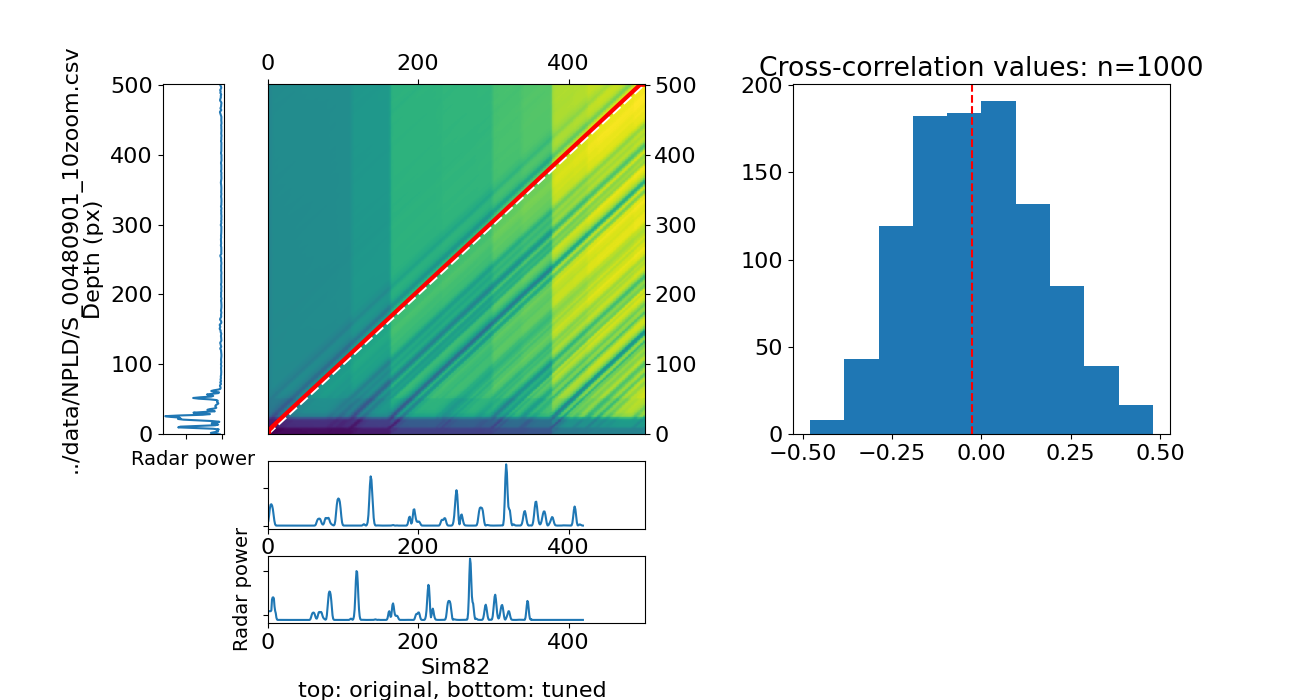 ../data/NPLD/S_00480901_10zoom.csv
Depth (px)
500
400
300
200
100
0
Radar power
0 200 400
500
400
300
200
100
0
0 200 400
Radar power
0 200 400
Sim82
top: original, bottom: tuned
Cross-correlation values: n=1000
200
150
100
50
0
−0.50 −0.25 0.00 0.25 0.50